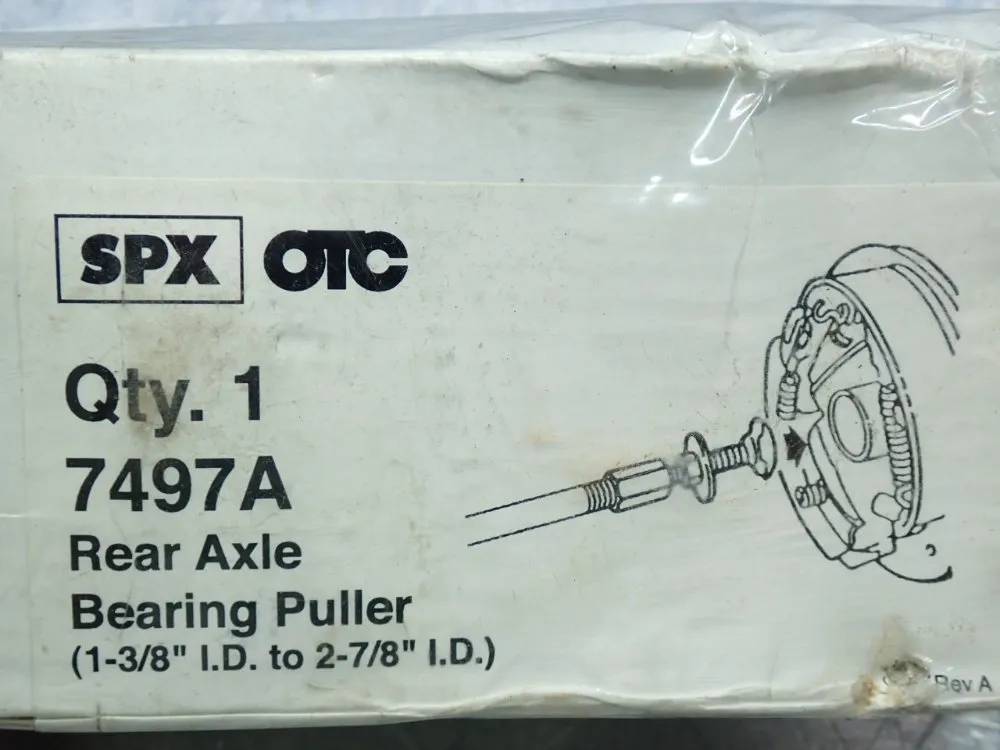 SPX OTC
Qty. 1
7497A
Rear Axle
Bearing Puller
(1-3/8" I.D. to 2-7/8" I.D.)
Rev A